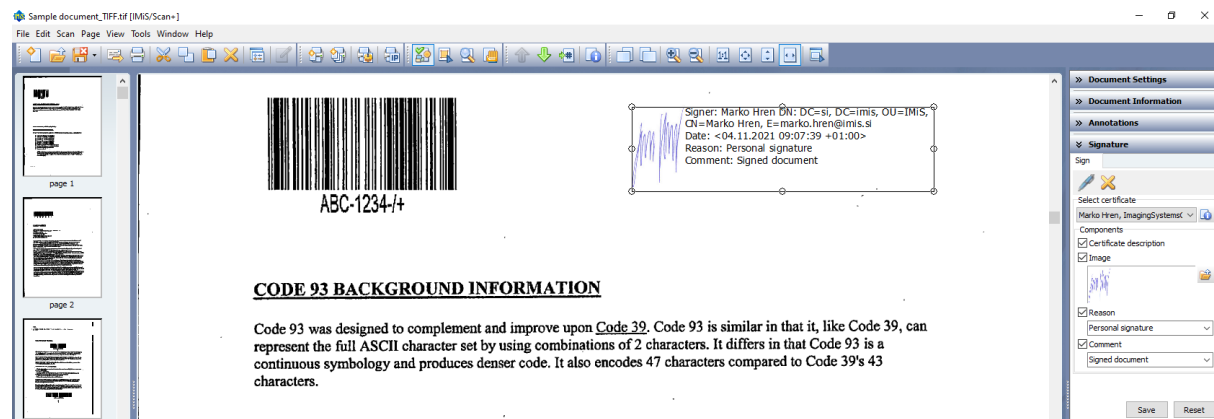 Sample document_TIFF.tif [IMiS/Scan+]
File Edit Scan Page View Tools Window Help
page 1
page 2
ABC-1234-/+
Signer: Marko Hren DN: DC=si, DC=imis, OU=IMiS,
CN=Marko Hren, E=marko.hren@imis.si
Date: <04.11.2021 09:07:39 +01:00>
Reason: Personal signature
Comment: Signed document
CODE 93 BACKGROUND INFORMATION
Code 93 was designed to complement and improve upon Code 39. Code 93 is similar in that it, like Code 39, can
represent the full ASCII character set by using combinations of 2 characters. It differs in that Code 93 is a
continuous symbology and produces denser code. It also encodes 47 characters compared to Code 39's 43
characters.
Document Settings
Document Information
Annotations
Signature
Sign
Select certificate
Marko Hren, ImagingSystems(
Components
Certificate description
Image
Reason
Personal signature
Comment
Signed document
Save Reset